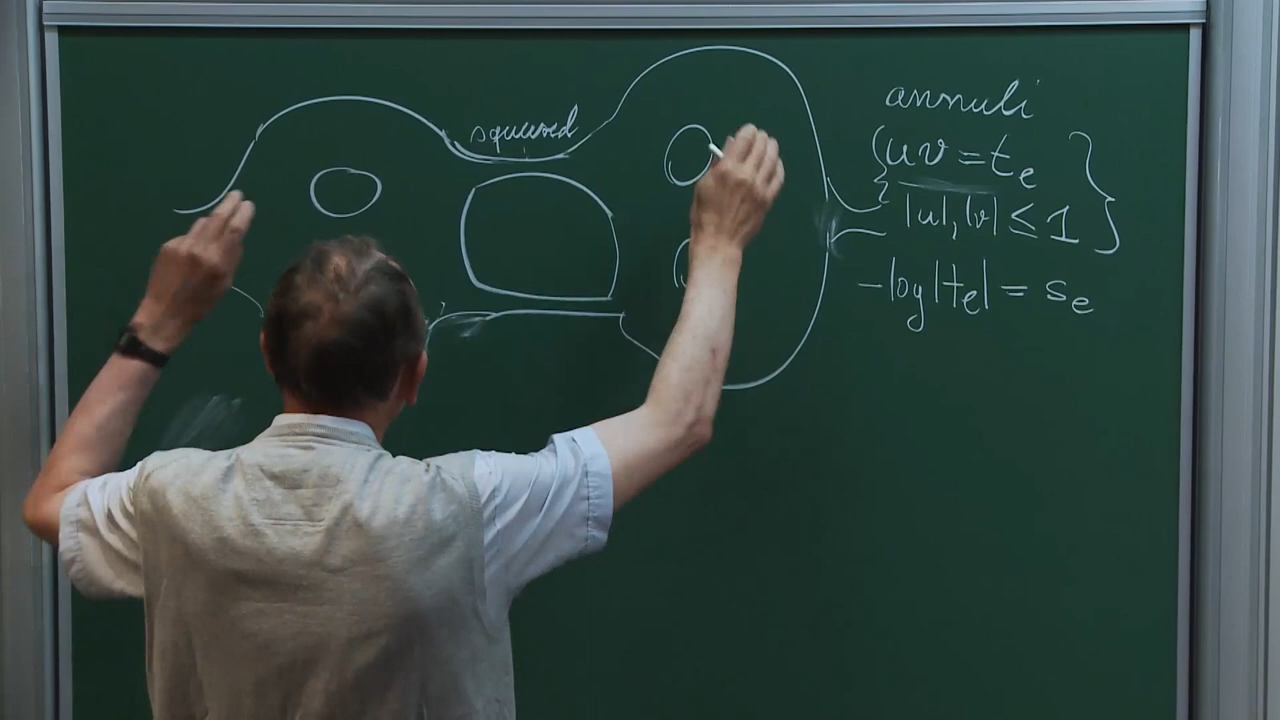 squeezed
annuli
{uv = t_e
|u|, |v| ≤ 1}
-log|t_e| = s_e